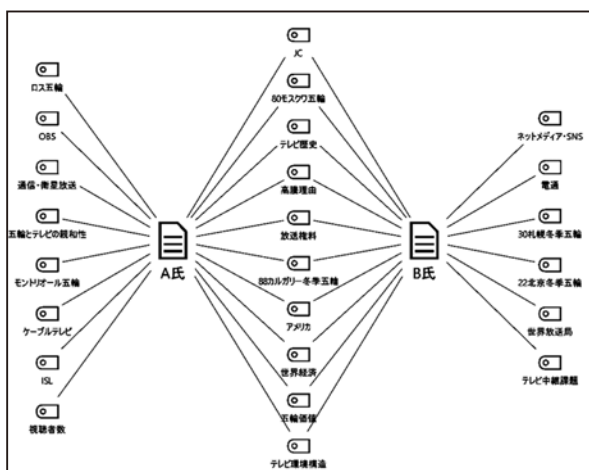 JC
80モスクワ五輪
テレビ歴史
高騰理由
放送権料
88カルガリー冬季五輪
アメリカ
世界経済
五輪価値
テレビ環境構造
ロス五輪
OBS
通信・衛星放送
五輪とテレビの親和性
モントリオール五輪
ケーブルテレビ
ISL
視聴者数
A氏
B氏
ネットメディア・SNS
電通
30札幌冬季五輪
22北京冬季五輪
世界放送局
テレビ中継課題